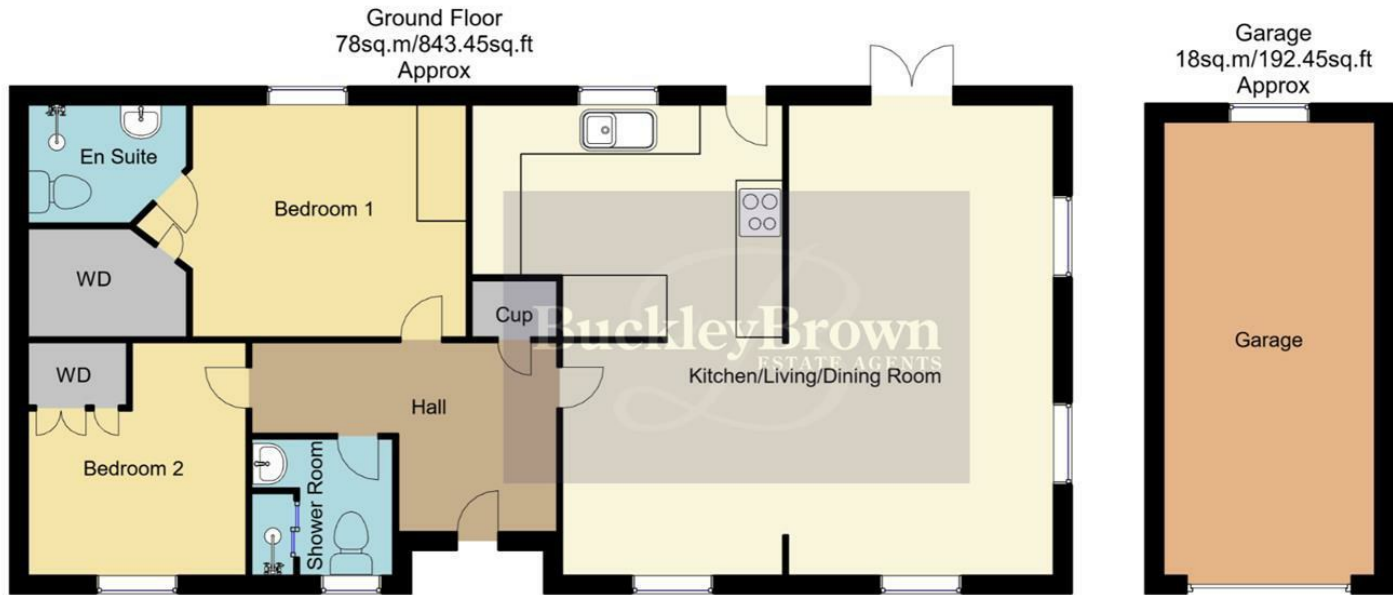 Ground Floor
78sq.m/843.45sq.ft
Approx
Garage
18sq.m/192.45sq.ft
Approx
En Suite
Bedroom 1
WD
Cup
WD
Hall
Bedroom 2
Shower Room
BuckleyBrown
ESTATE AGENTS
Kitchen/Living/Dining Room
Garage